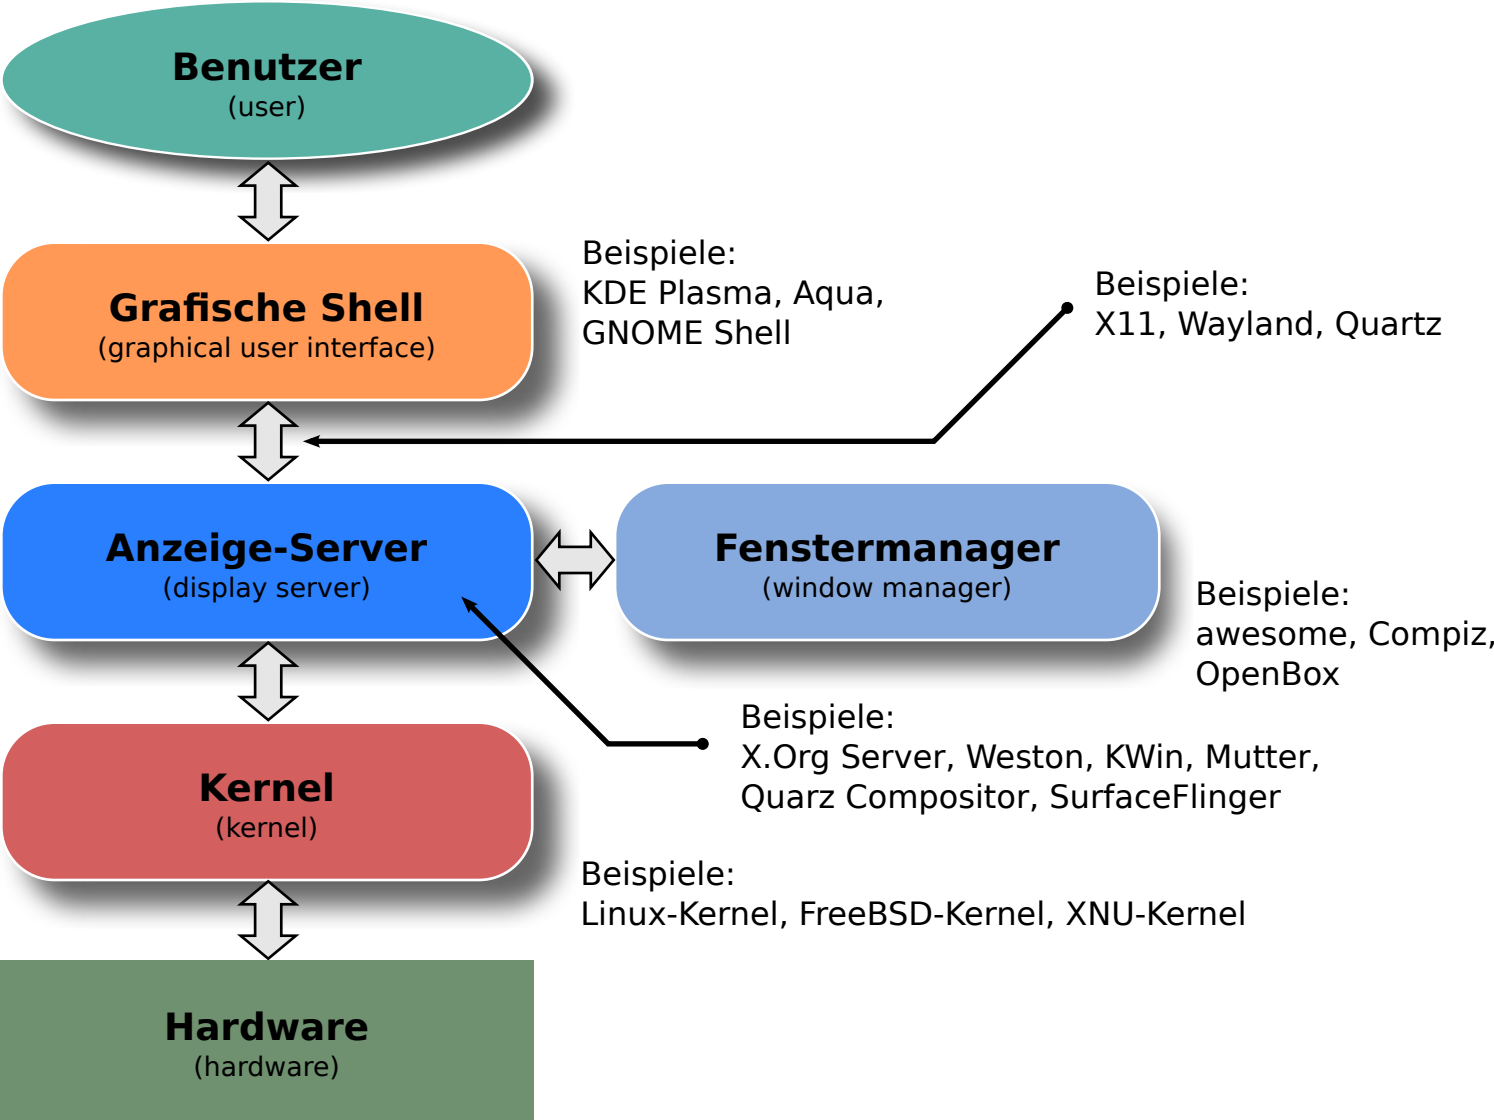 Benutzer
(user)
Grafische Shell
(graphical user interface)
Beispiele:
KDE Plasma, Aqua,
GNOME Shell
Beispiele:
X11, Wayland, Quartz
Anzeige-Server
(display server)
Fenstermanager
(window manager)
Beispiele:
awesome, Compiz,
OpenBox
Beispiele:
X.Org Server, Weston, KWin, Mutter,
Quarz Compositor, SurfaceFlinger
Kernel
(kernel)
Beispiele:
Linux-Kernel, FreeBSD-Kernel, XNU-Kernel
Hardware
(hardware)